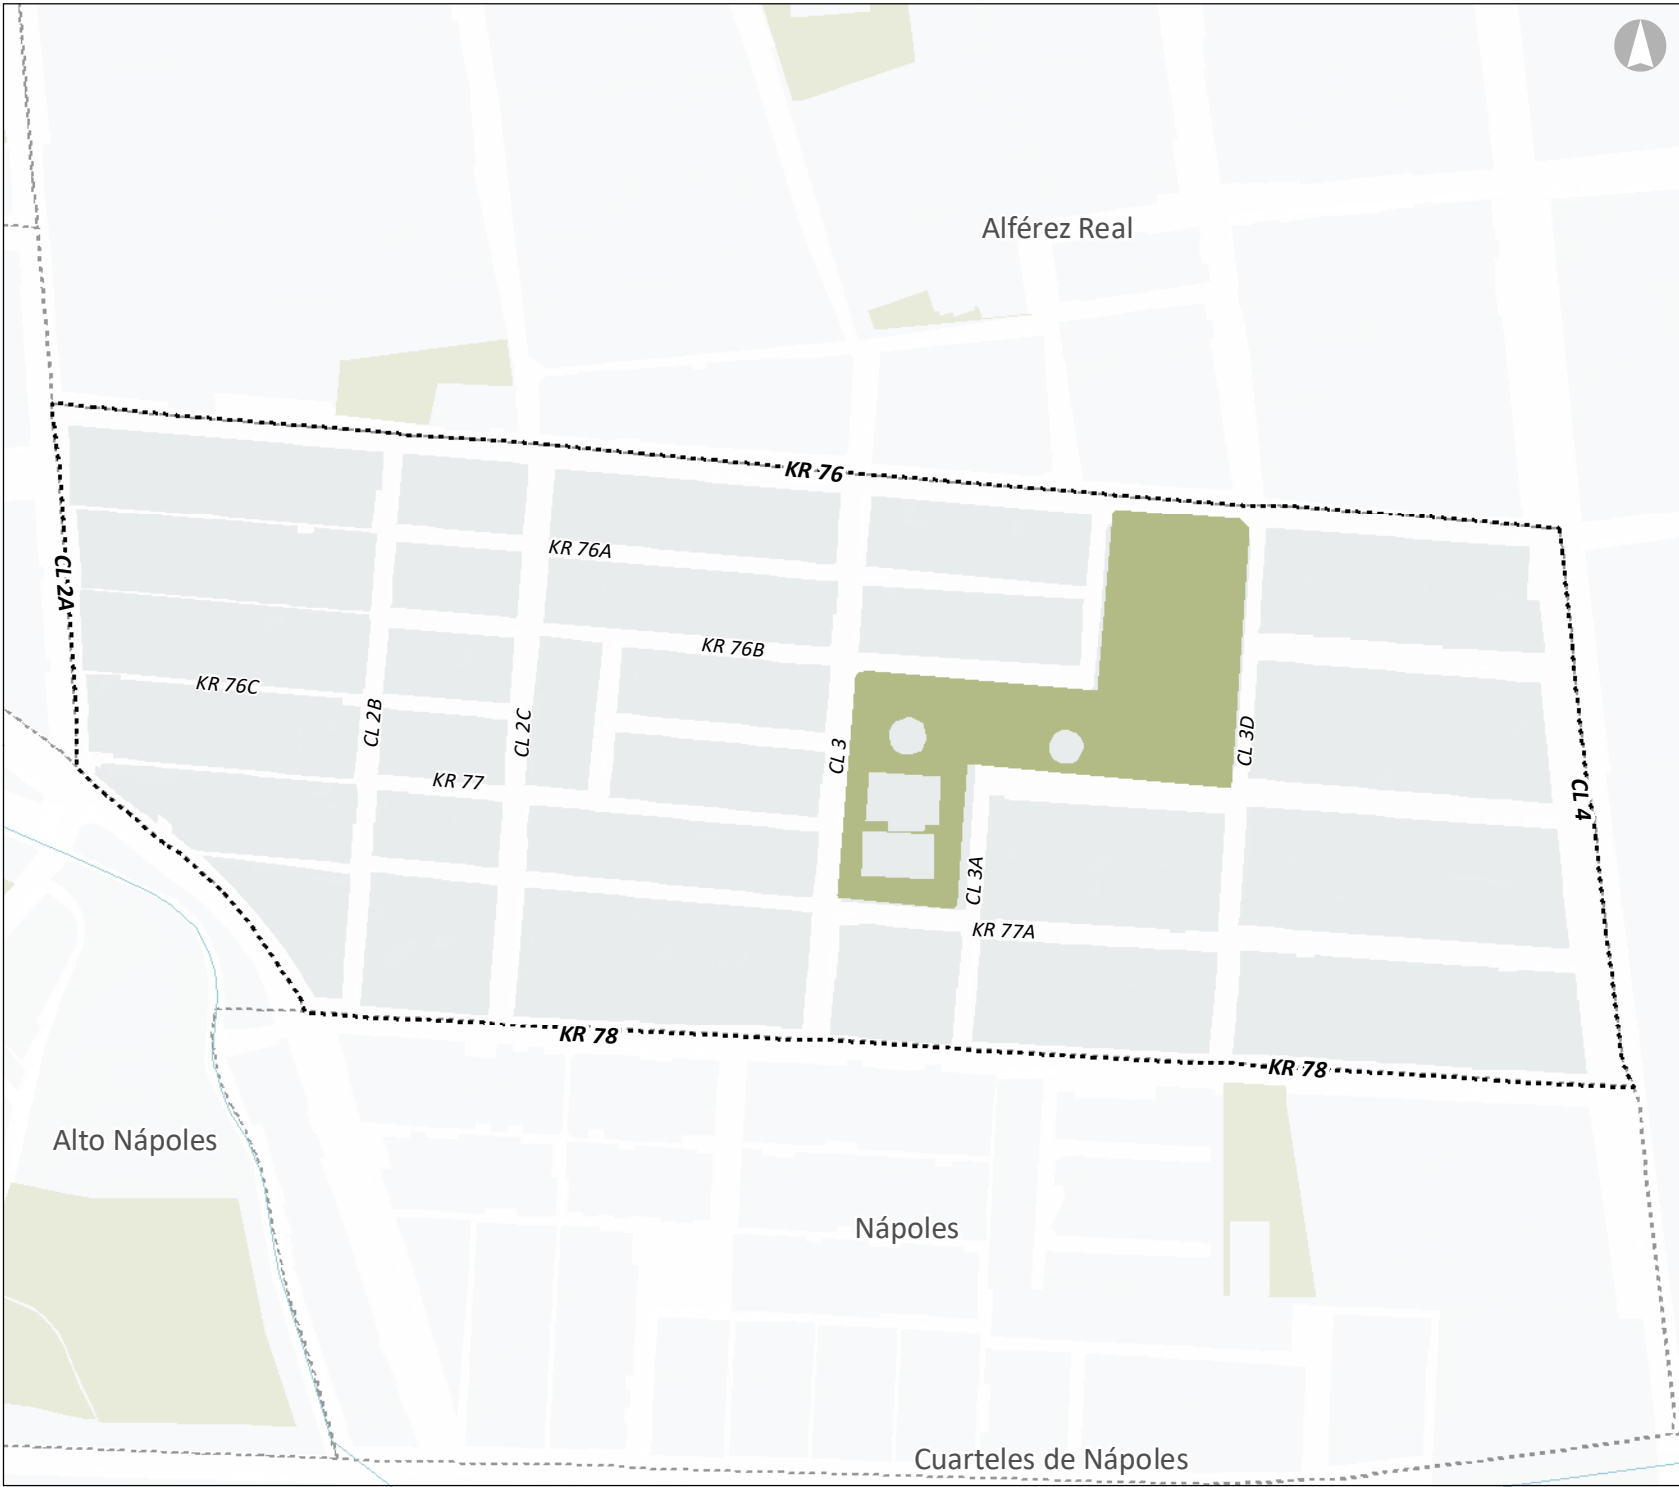 Alférez Real
KR 76
KR 76A
CL 2A
KR 76B
KR 76C
CL 2B
CL 2C
CL 3
CL 3D
KR 77
CL 4
CL 3A
KR 77A
KR 78
KR 78
Alto Nápoles
Nápoles
Cuarteles de Nápoles